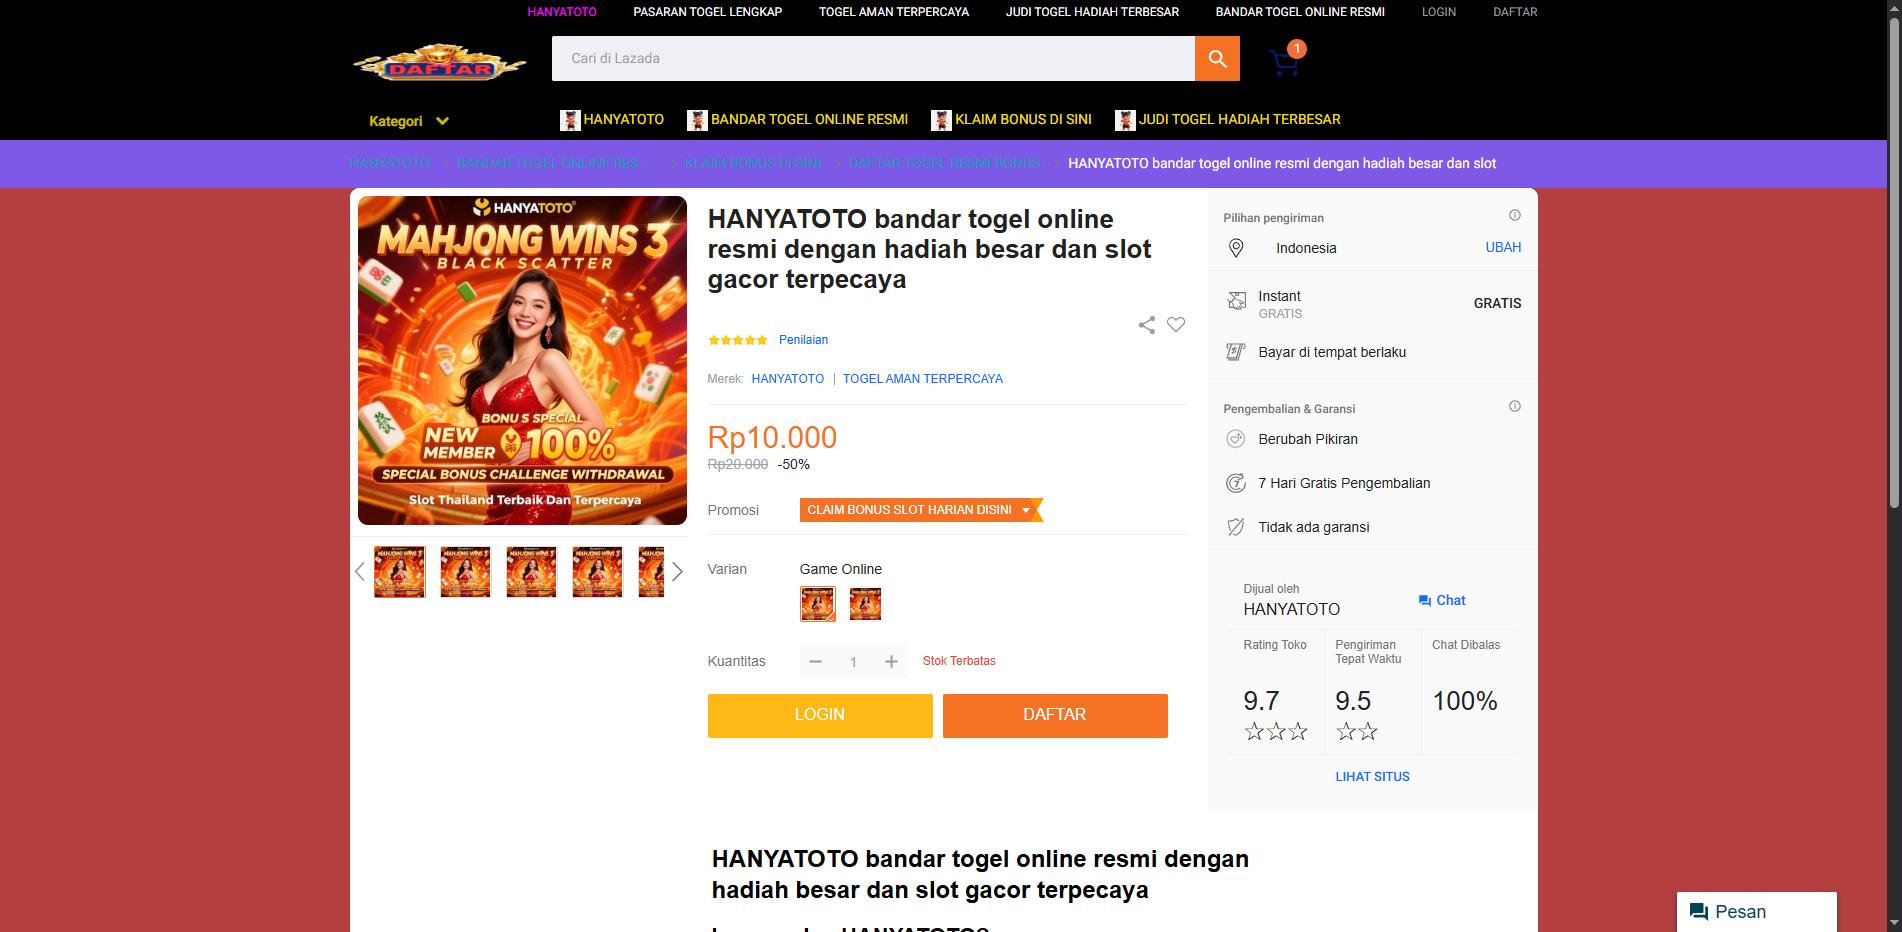 HANYATOTO PASARAN TOGEL LENGKAP TOGEL AMAN TERPERCAYA JUDI TOGEL HADIAH TERBESAR BANDAR TOGEL ONLINE RESMI LOGIN DAFTAR
DAFTAR
Cari di Lazada
1
Kategori
HANYATOTO BANDAR TOGEL ONLINE RESMI KLAIM BONUS DI SINI JUDI TOGEL HADIAH TERBESAR
HANYATOTO BANDAR TOGEL ONLINE RES... KLAIM BONUS DI SINI DAFTAR TOGEL RESMI BONUS HANYATOTO bandar togel online resmi dengan hadiah besar dan slot
HANYATOTO
MAHJONG WINS 3
BLACK SCATTER
BONUS SPECIAL
NEW MEMBER 100%
SPECIAL BONUS CHALLENGE WITHDRAWAL
Slot Thailand Terbaik Dan Terpercaya
HANYATOTO bandar togel online
resmi dengan hadiah besar dan slot
gacor terpecaya
Penilaian
Merek: HANYATOTO | TOGEL AMAN TERPERCAYA
Rp10.000
Rp20.000 -50%
Promosi CLAIM BONUS SLOT HARIAN DISINI
Varian Game Online
Kuantitas 1 Stok Terbatas
LOGIN DAFTAR
Pilihan pengiriman
Indonesia UBAH
Instant GRATIS
GRATIS
Bayar di tempat berlaku
Pengembalian & Garansi
Berubah Pikiran
7 Hari Gratis Pengembalian
Tidak ada garansi
Dijual oleh
HANYATOTO Chat
Rating Toko Pengiriman Tepat Waktu Chat Dibalas
9.7 9.5 100%
LIHAT SITUS
HANYATOTO bandar togel online resmi dengan
hadiah besar dan slot gacor terpecaya
Pesan